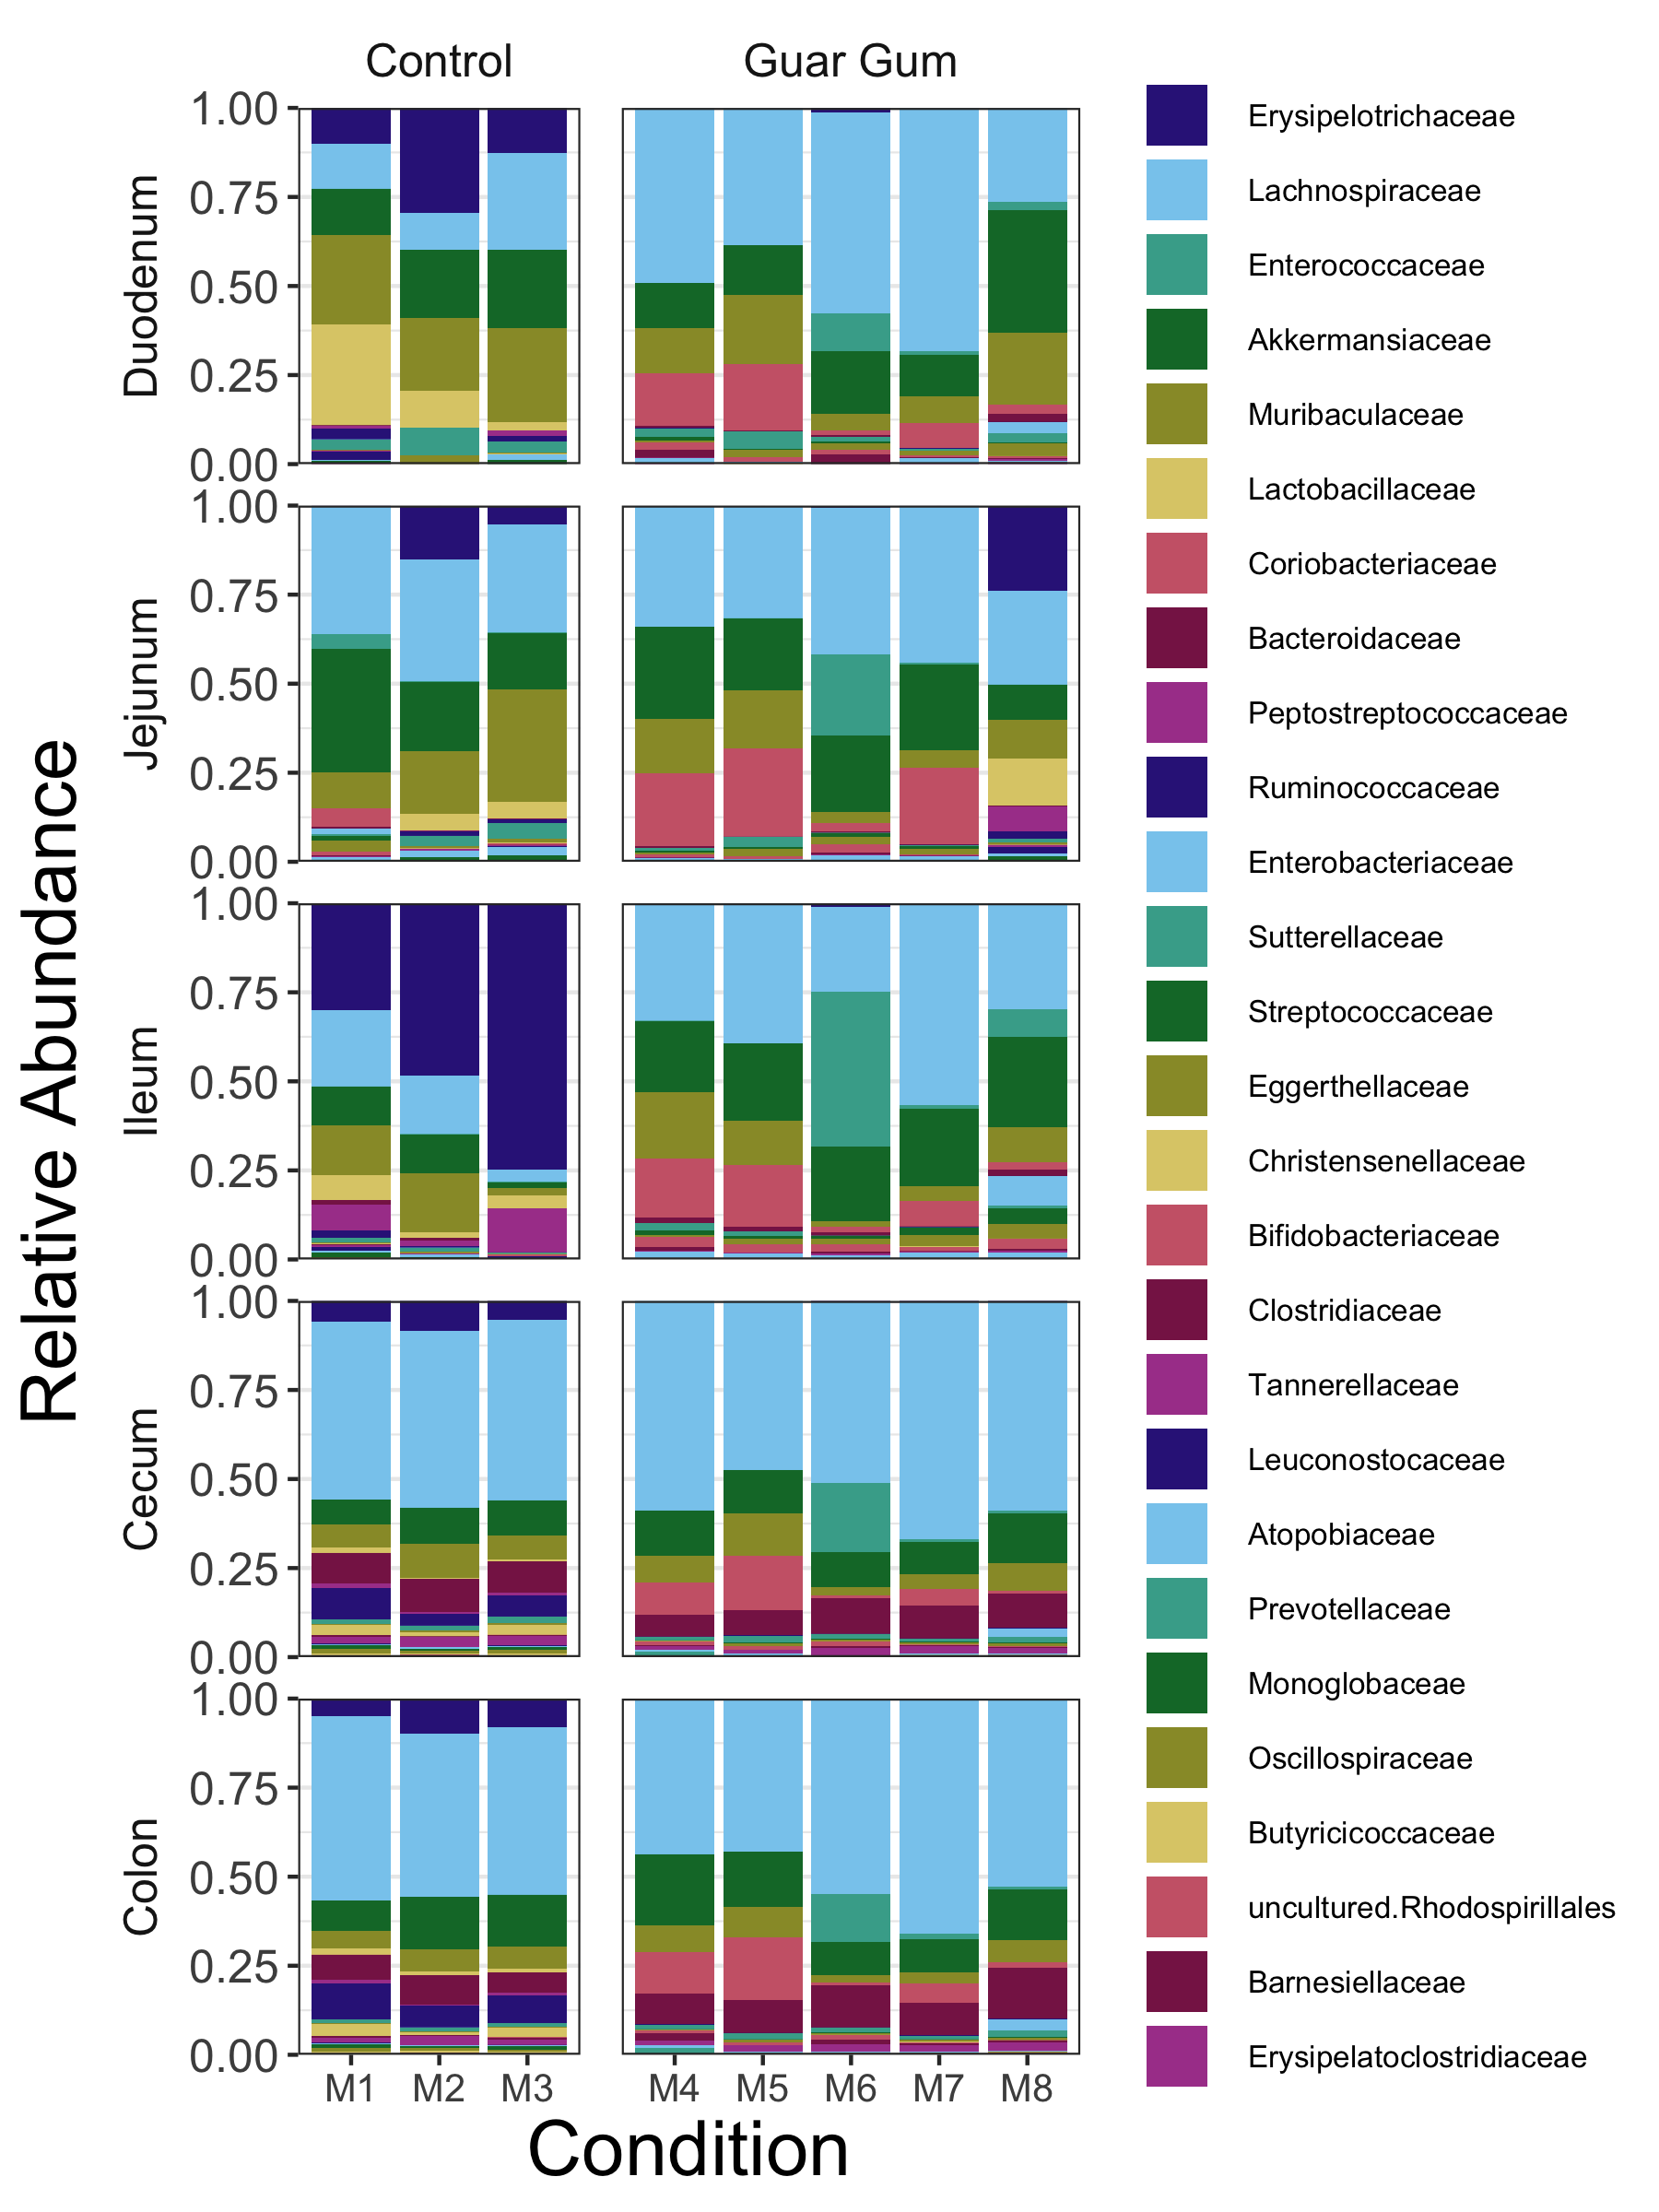 Control
Guar Gum
Relative Abundance
Duodenum
1.00
0.75
0.50
0.25
0.00
Jejunum
1.00
0.75
0.50
0.25
0.00
Ileum
1.00
0.75
0.50
0.25
0.00
Cecum
1.00
0.75
0.50
0.25
0.00
Colon
1.00
0.75
0.50
0.25
0.00
M1 M2 M3 M4 M5 M6 M7 M8
Condition
Erysipelotrichaceae
Lachnospiraceae
Enterococcaceae
Akkermansiaceae
Muribaculaceae
Lactobacillaceae
Coriobacteriaceae
Bacteroidaceae
Peptostreptococcaceae
Ruminococcaceae
Enterobacteriaceae
Sutterellaceae
Streptococcaceae
Eggerthellaceae
Christensenellaceae
Bifidobacteriaceae
Clostridiaceae
Tannerellaceae
Leuconostocaceae
Atopobiaceae
Prevotellaceae
Monoglobaceae
Oscillospiraceae
Butyricicoccaceae
uncultured.Rhodospirillales
Barnesiellaceae
Erysipelatoclostridiaceae